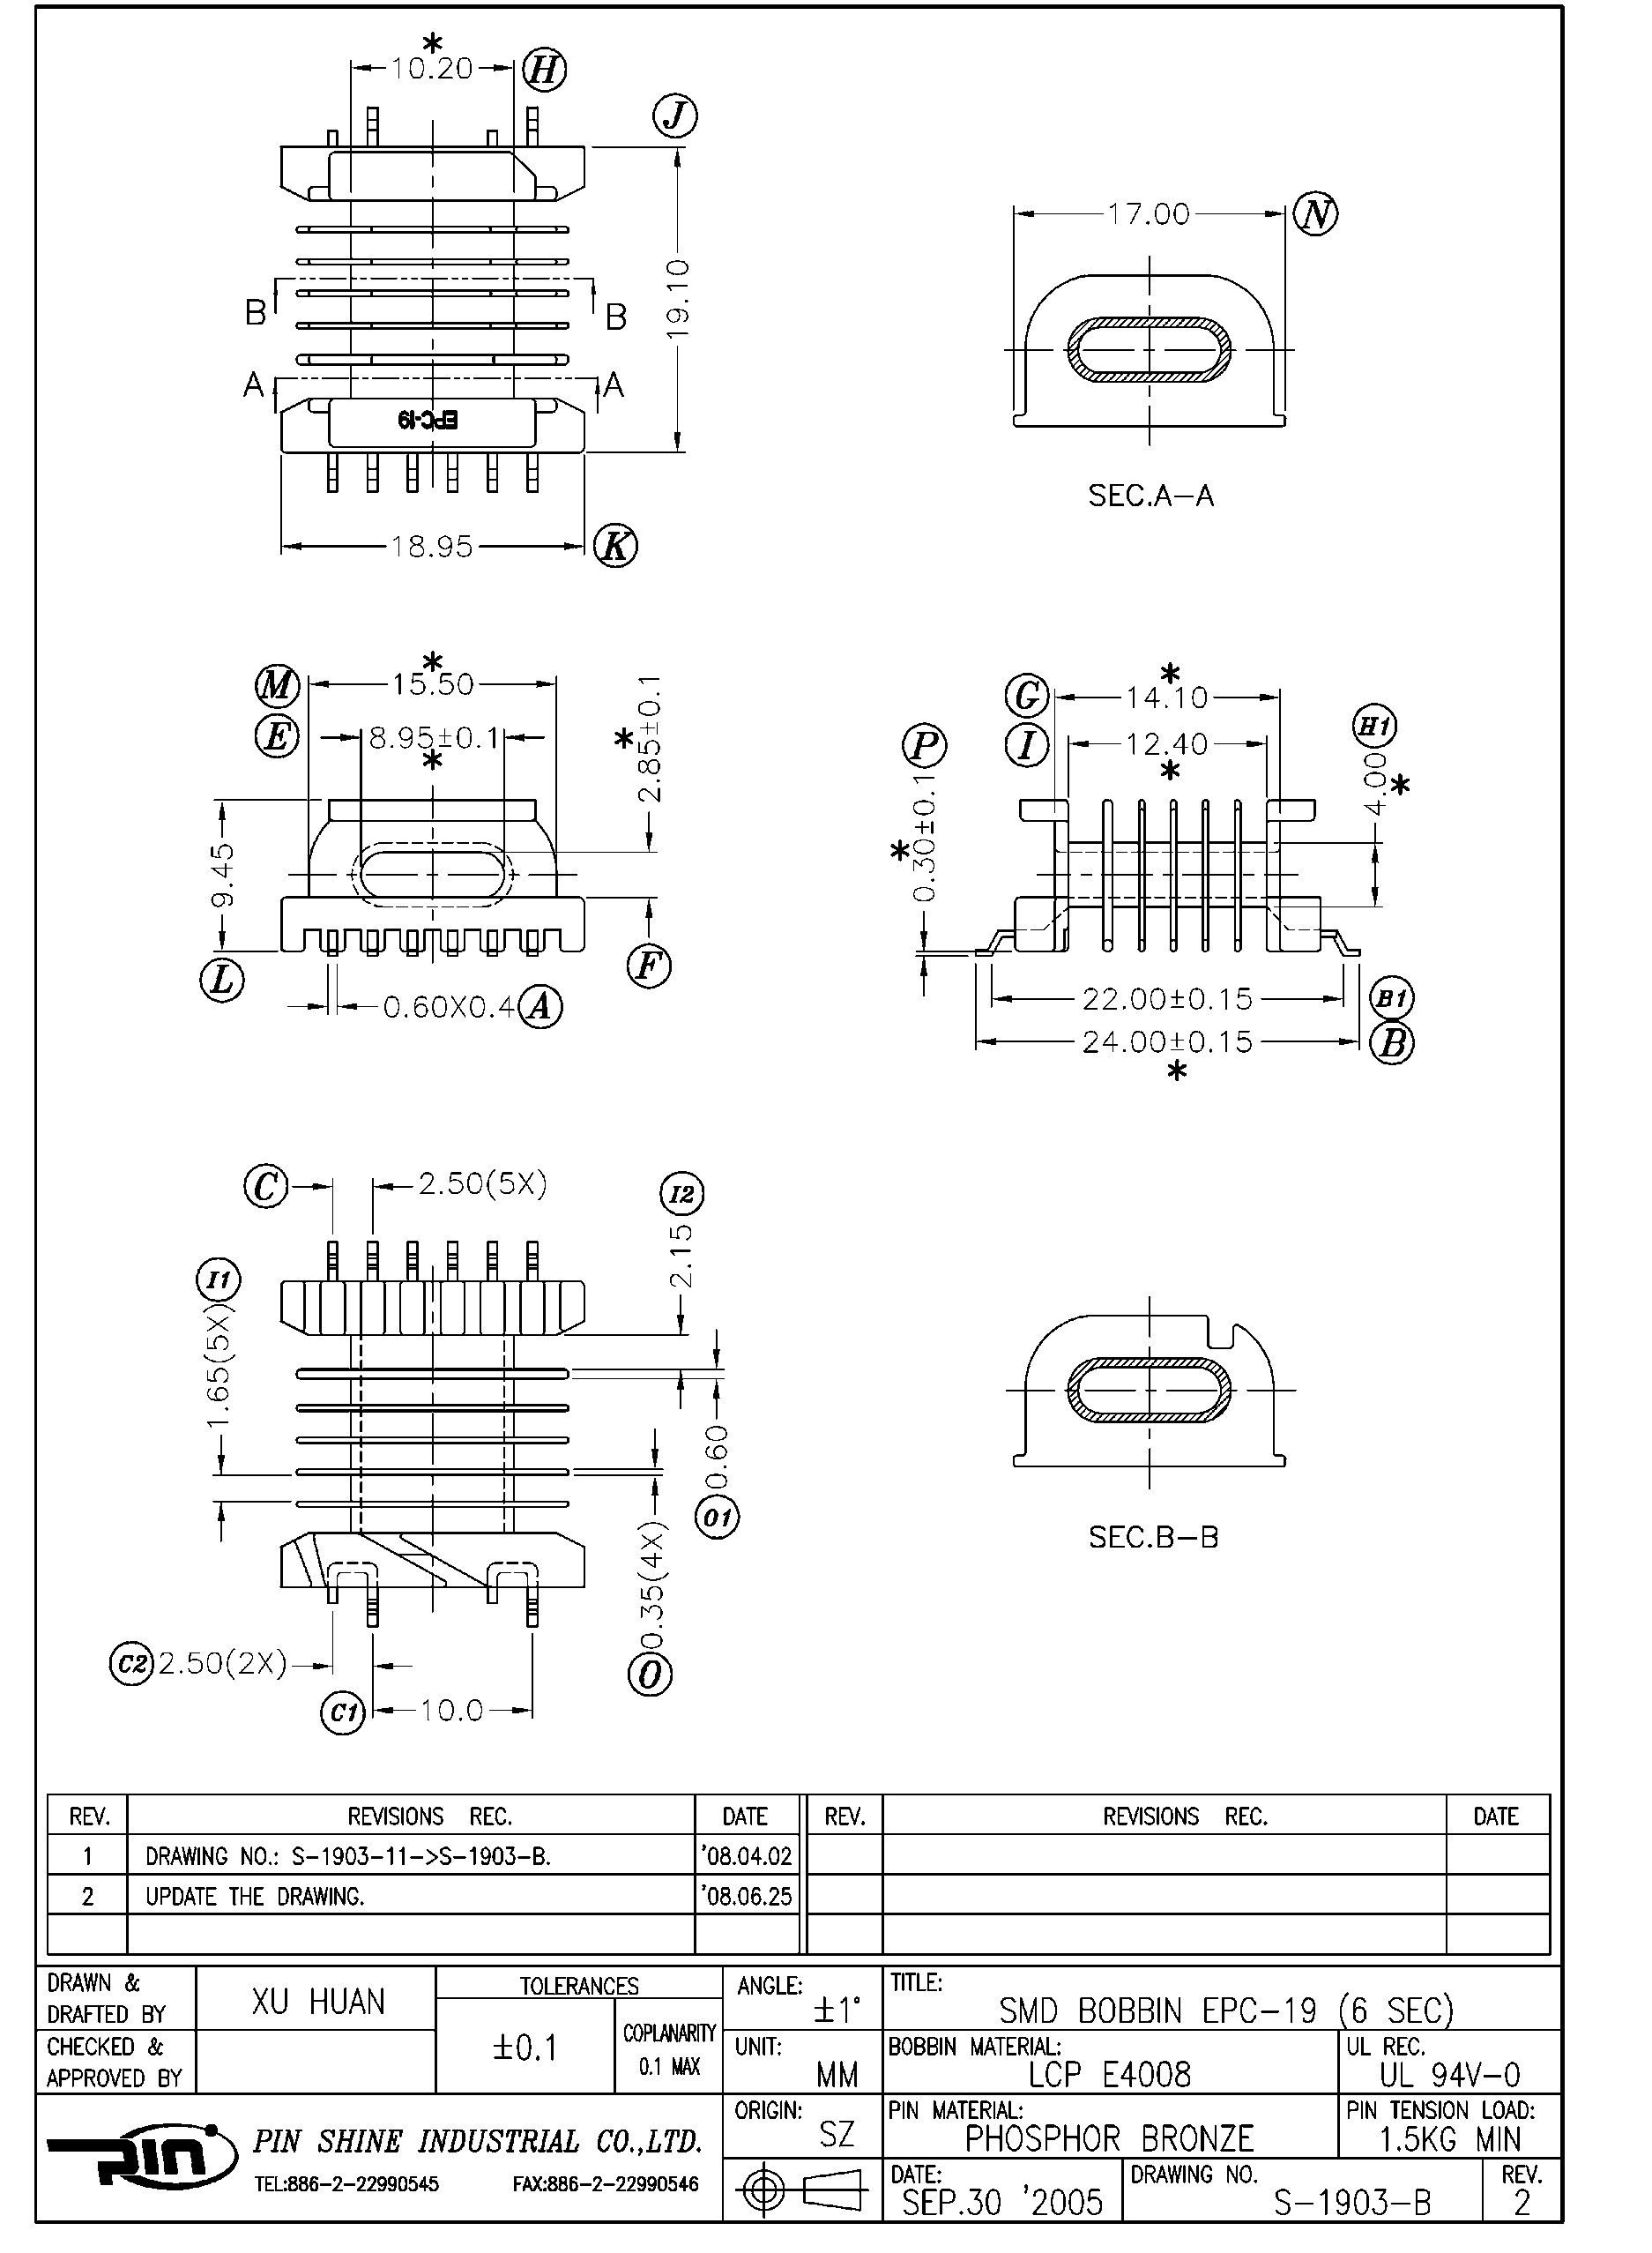 *
10.20 H
J
19.10
B B
A A
EPC-19
18.95 K
17.00 N
SEC.A-A
M 15.50 *
E 8.95±0.1 *
*2.85±0.1
9.45
L
F
0.60X0.4 A
G 14.10 *
I 12.40 *
P
*0.30±0.1
H1
4.00*
22.00±0.15 B1
24.00±0.15 B
*
C 2.50(5X)
I2
2.15
I1
1.65(5X)
0.60
O1
0.35(4X)
O
C2 2.50(2X)
C1 10.0
SEC.B-B
REV. REVISIONS REC. DATE REV. REVISIONS REC. DATE
1 DRAWING NO.: S-1903-11->S-1903-B. '08.04.02
2 UPDATE THE DRAWING. '08.06.25
DRAWN & DRAFTED BY XU HUAN
CHECKED & APPROVED BY
TOLERANCES
±0.1
COPLANARITY
0.1 MAX
ANGLE: ±1°
UNIT: MM
ORIGIN: SZ
TITLE:
SMD BOBBIN EPC-19 (6 SEC)
BOBBIN MATERIAL:
LCP E4008
UL REC.
UL 94V-0
PIN MATERIAL:
PHOSPHOR BRONZE
PIN TENSION LOAD:
1.5KG MIN
PIN
PIN SHINE INDUSTRIAL CO.,LTD.
TEL:886-2-22990545 FAX:886-2-22990546
DATE:
SEP.30 '2005
DRAWING NO.
S-1903-B
REV.
2